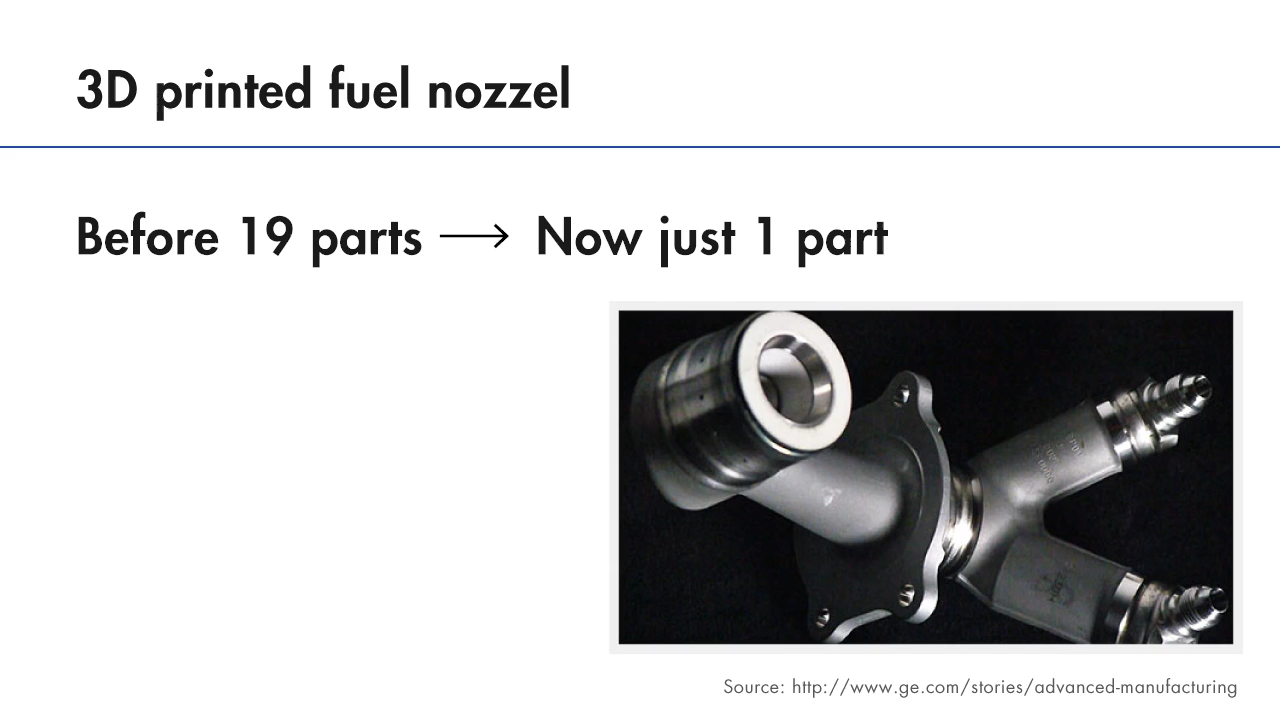 3D printed fuel nozzel
Before 19 parts → Now just 1 part
Source: http://www.ge.com/stories/advanced-manufacturing